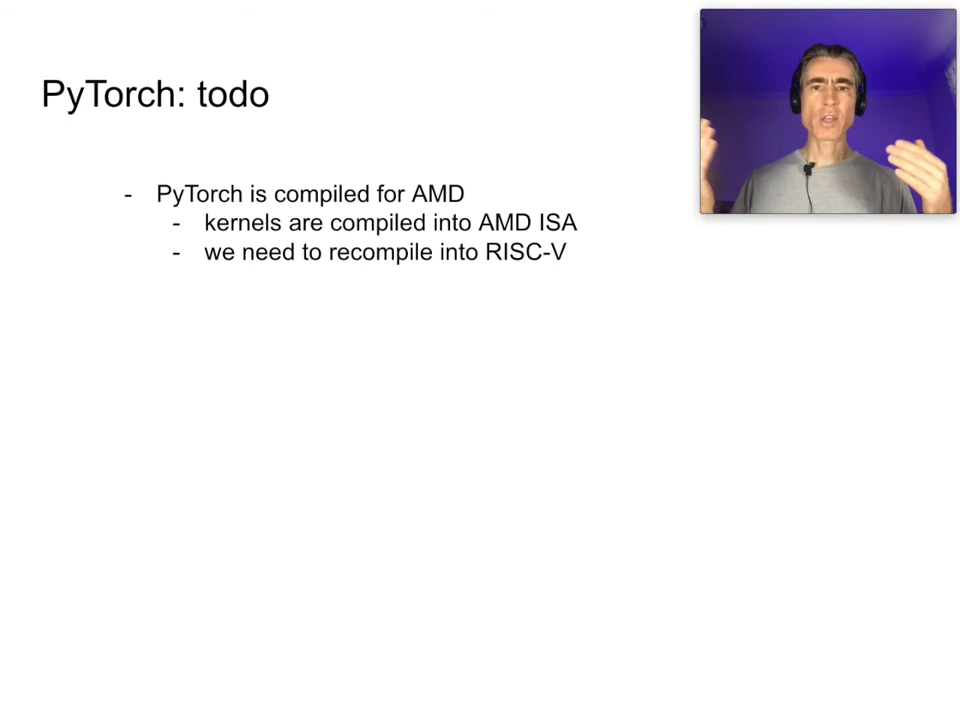 PyTorch: todo
- PyTorch is compiled for AMD
- kernels are compiled into AMD ISA
- we need to recompile into RISC-V